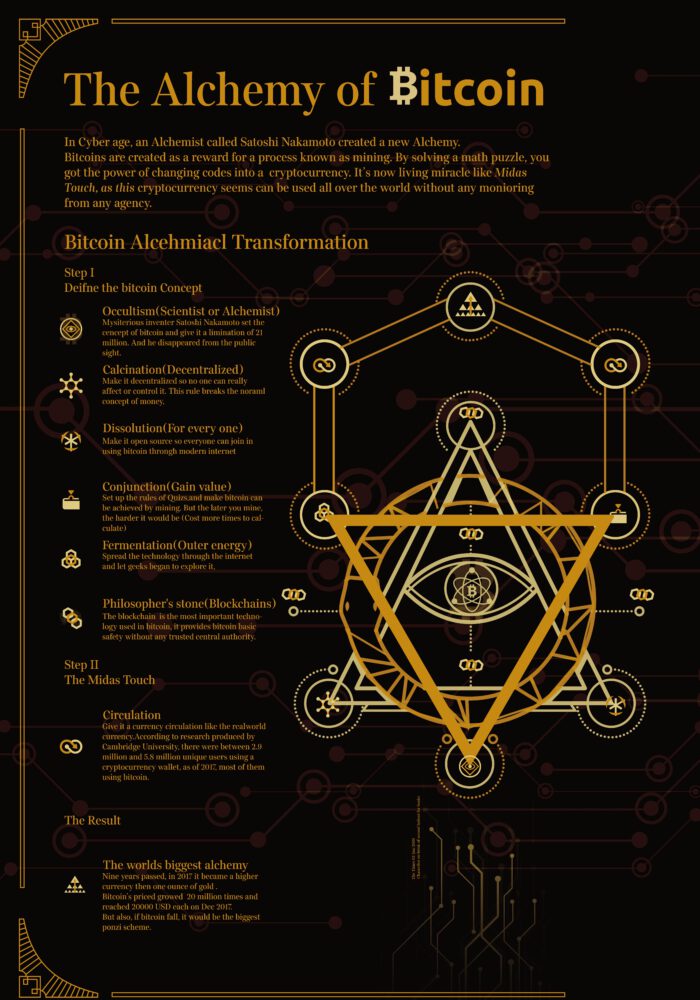 The Alchemy of Bitcoin
In Cyber age, an Alchemist called Satoshi Nakamoto created a new Alchemy.
Bitcoins are created as a reward for a process known as mining. By solving a math puzzle, you
got the power of changing codes into a cryptocurrency. It's now living miracle like Midas
Touch, as this cryptocurrency seems can be used all over the world without any monioring
from any agency.
Bitcoin Alcehmiacl Transformation
Step I
Deifne the bitcoin Concept
Occultism(Scientist or Alchemist)
Mysiterious inventer Satoshi Nakamoto set the
concept of bitcoin and give it a limination of 21
million. And he disappeared from the public
sight.
Calcination(Decentralized)
Make it decentralized so no one can really
affect or control it. This rule breaks the noraml
concept of money.
Dissolution(For every one)
Make it open source so everyone can join in
using bitcoin through modern internet
Conjunction(Gain value)
Set up the rules of Quizs,and make bitcoin can
be achieved by mining. But the later you mine,
the harder it would be (Cost more times to cal-
culate)
Fermentation(Outer energy)
Spread the technology through the internet
and let geeks began to explore it.
Philosopher's stone(Blockchains)
The blockchain is the most important techno-
logy used in bitcoin, it provides bitcoin basic
safety without any trusted central authority.
Step II
The Midas Touch
Circulation
Give it a currency circulation like the realworld
currency.According to research produced by
Cambridge University, there were between 2.9
million and 5.8 million unique users using a
cryptocurrency wallet, as of 2017, most of them
using bitcoin.
The Result
The worlds biggest alchemy
Nine years passed, in 2017 it became a higher
currency then one ounce of gold .
Bitcoin's priced growed 20 million times and
reached 20000 USD each on Dec 2017.
But also, if bitcoin fall, it would be the biggest
ponzi scheme.